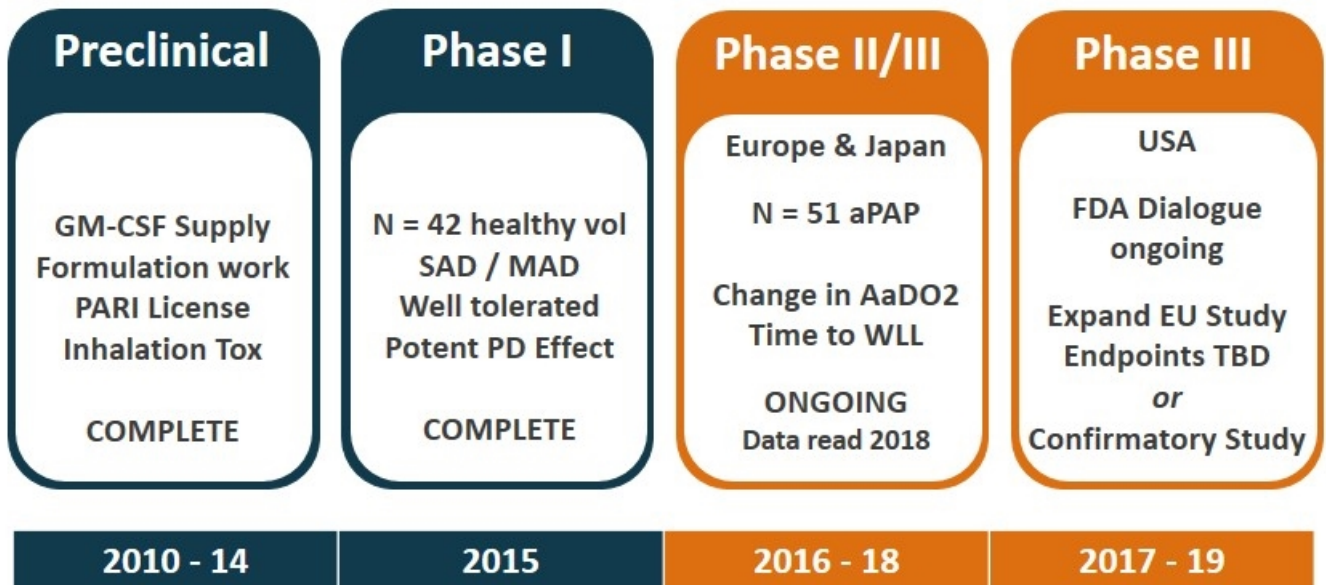 Preclinical
GM-CSF Supply
Formulation work
PARI License
Inhalation Tox
COMPLETE
Phase I
N = 42 healthy vol
SAD / MAD
Well tolerated
Potent PD Effect
COMPLETE
Phase II/III
Europe & Japan
N = 51 aPAP
Change in AaDO2
Time to WLL
ONGOING
Data read 2018
Phase III
USA
FDA Dialogue
ongoing
Expand EU Study
Endpoints TBD
or
Confirmatory Study
2010 - 14
2015
2016 - 18
2017 - 19